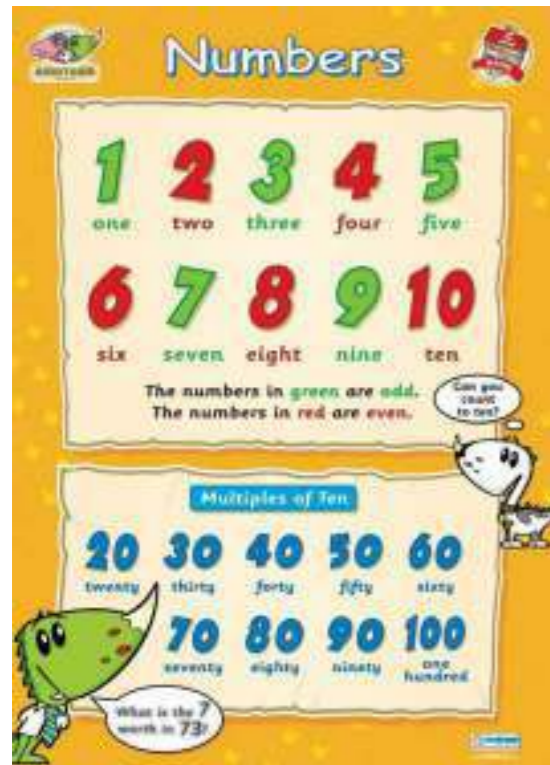 Numbers
1 2 3 4 5
one two three four five
6 7 8 9 10
six seven eight nine ten
The numbers in green are odd.
The numbers in red are even.
Can you
count
to ten?
Multiples of Ten
20 30 40 50 60
twenty thirty forty fifty sixty
70 80 90 100
seventy eighty ninety one
hundred
What is the 7
worth in 73?